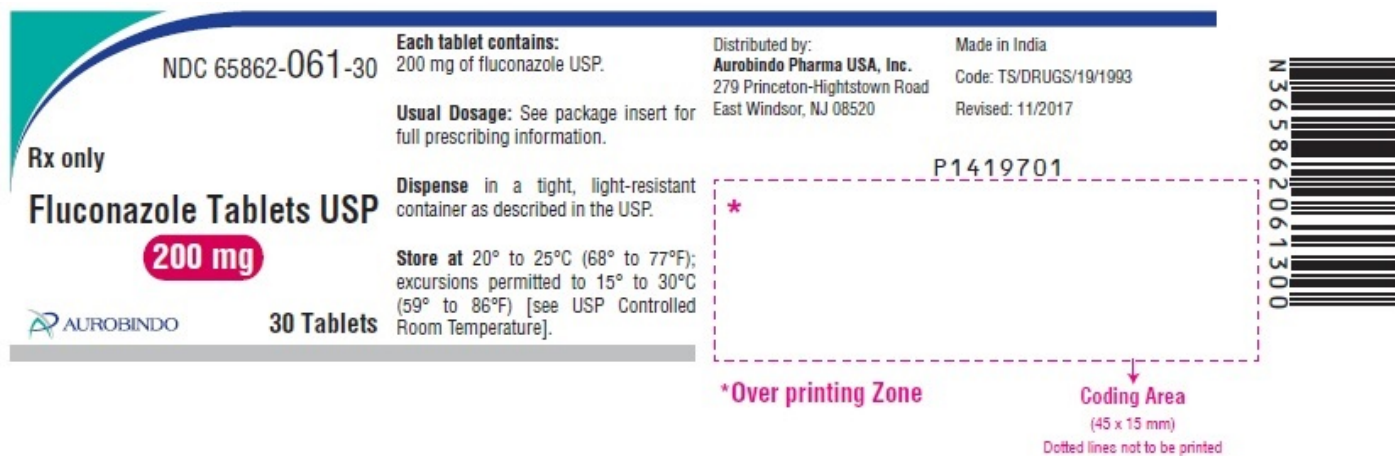 NDC 65862-061-30
Rx only
Fluconazole Tablets USP
200 mg
AUROBINDO
30 Tablets
Each tablet contains:
200 mg of fluconazole USP.
Usual Dosage: See package insert for
full prescribing information.
Dispense in a tight, light-resistant
container as described in the USP.
Store at 20° to 25°C (68° to 77°F);
excursions permitted to 15° to 30°C
(59° to 86°F) [see USP Controlled
Room Temperature].
Distributed by:
Aurobindo Pharma USA, Inc.
279 Princeton-Hightstown Road
East Windsor, NJ 08520
Made in India
Code: TS/DRUGS/19/1993
Revised: 11/2017
P1419701
*
*Over printing Zone
Coding Area
(45 x 15 mm)
Dotted lines not to be printed
N365862061300